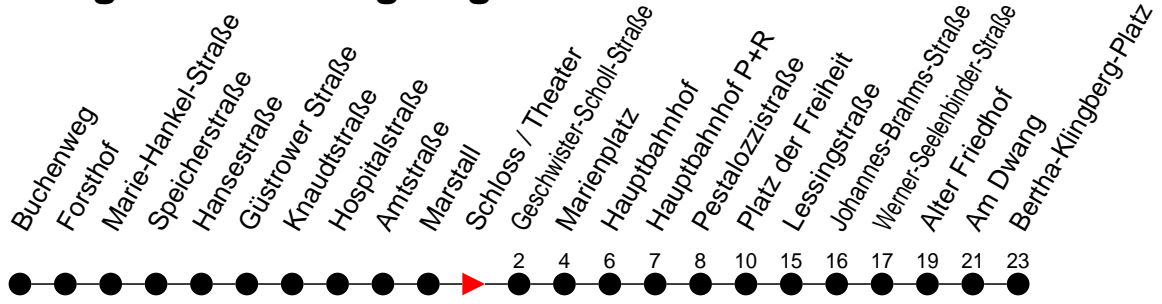 Buchenweg
Forsthof
Marie-Hankel-Straße
Speicherstraße
Hansestraße
Güstrower Straße
Knaudtstraße
Hospitalstraße
Amtstraße
Marstall
Schloss / Theater
Geschwister-Scholl-Straße
Marienplatz
Hauptbahnhof
Hauptbahnhof P+R
Pestalozzistraße
Platz der Freiheit
Lessingstraße
Johannes-Brahms-Straße
Werner-Seelenbinder-Straße
Alter Friedhof
Am Dwang
Bertha-Klingberg-Platz
2 4 6 7 8 10 15 16 17 19 21 23